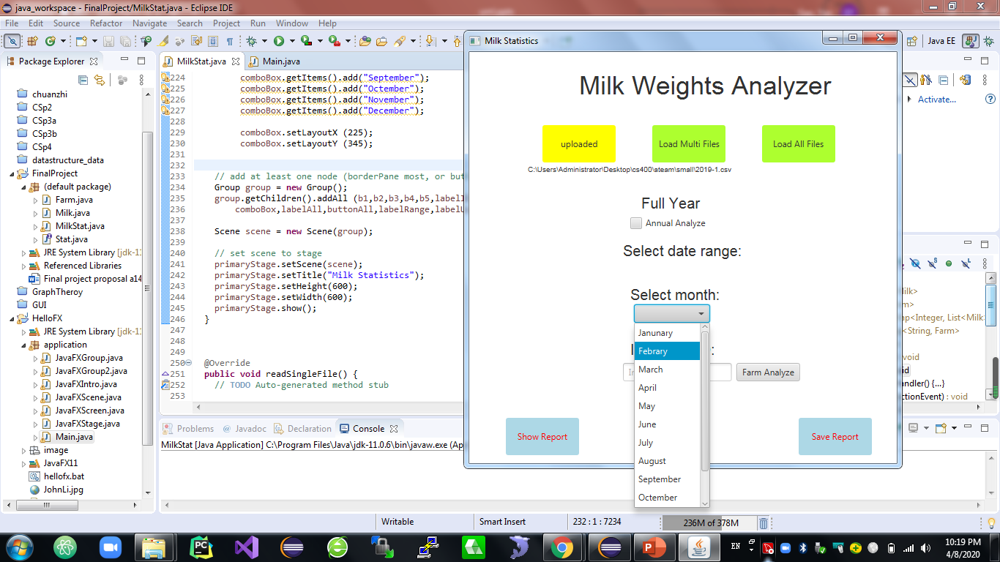 java_workspace - FinalProject/MilkStat.java - Eclipse IDE
File Edit Source Refactor Navigate Search Project Run Window Help
Java EE
Package Explorer
chuanzhi
CSp2
CSp3a
CSp3b
CSp4
datastructure_data
FinalProject
(default package)
Farm.java
Milk.java
MilkStat.java
Stat.java
JRE System Library [jdk-11
Referenced Libraries
Final project proposal a14
GraphTheroy
GUI
HelloFX
JRE System Library [jdk-11
application
JavaFXGroup.java
JavaFXGroup2.java
JavaFXIntro.java
JavaFXScene.java
JavaFXScreen.java
JavaFXStage.java
Main.java
image
JavaFX11
hellofx.bat
JohnLi.jpg
MilkStat.java Main.java
224 comboBox.getItems().add("September");
225 comboBox.getItems().add("Octember");
226 comboBox.getItems().add("November");
227 comboBox.getItems().add("December");
228
229 comboBox.setLayoutX (225);
230 comboBox.setLayoutY (345);
231
232
233 // add at least one node (borderPane most, or but
234 Group group = new Group();
235 group.getChildren().addAll (b1,b2,b3,b4,b5,label
236 comboBox,labelAll,buttonAll,labelRange,label
237
238 Scene scene = new Scene(group);
239
240 // set scene to stage
241 primaryStage.setScene(scene);
242 primaryStage.setTitle("Milk Statistics");
243 primaryStage.setHeight(600);
244 primaryStage.setWidth(600);
245 primaryStage.show();
246 }
247
248
249
250 @Override
251 public void readSingleFile() {
252 // TODO Auto-generated method stub
253
Problems Javadoc Declaration Console
MilkStat [Java Application] C:\Program Files\Java\jdk-11.0.6\bin\javaw.exe (Ap
Milk Statistics
Milk Weights Analyzer
uploaded Load Multi Files Load All Files
C:\Users\Administrator\Desktop\cs400\ateam\small\2019-1.csv
Full Year
Annual Analyze
Select date range:
Select month:
Janunary
Febrary
March
April
May
June
July
August
September
Octember
Farm Analyze
Show Report Save Report
Activate...
ilk>
m>
ap<Integer, List<Milk
<String, Farm>
void
id
andler() {...}
ctionEvent) : void
Writable Smart Insert 232 : 1 : 7234 236M of 378M
EN
10:19 PM
4/8/2020